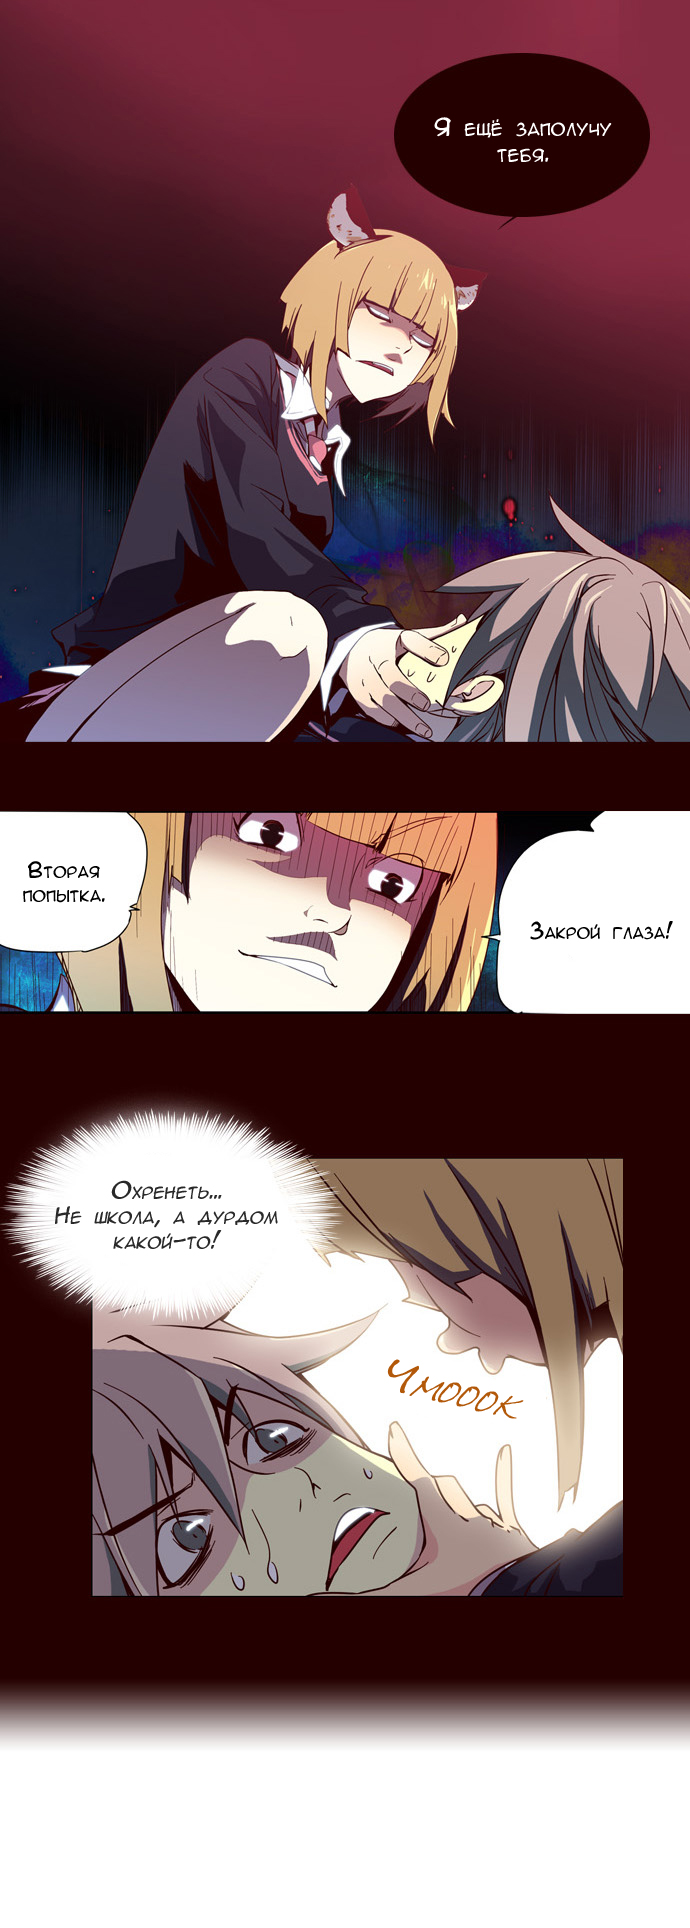 Я ещё заполучу
тебя.
Вторая
попытка.
Закрой глаза!
Охренеть...
Не школа, а дурдом
какой-то!
Чмооок